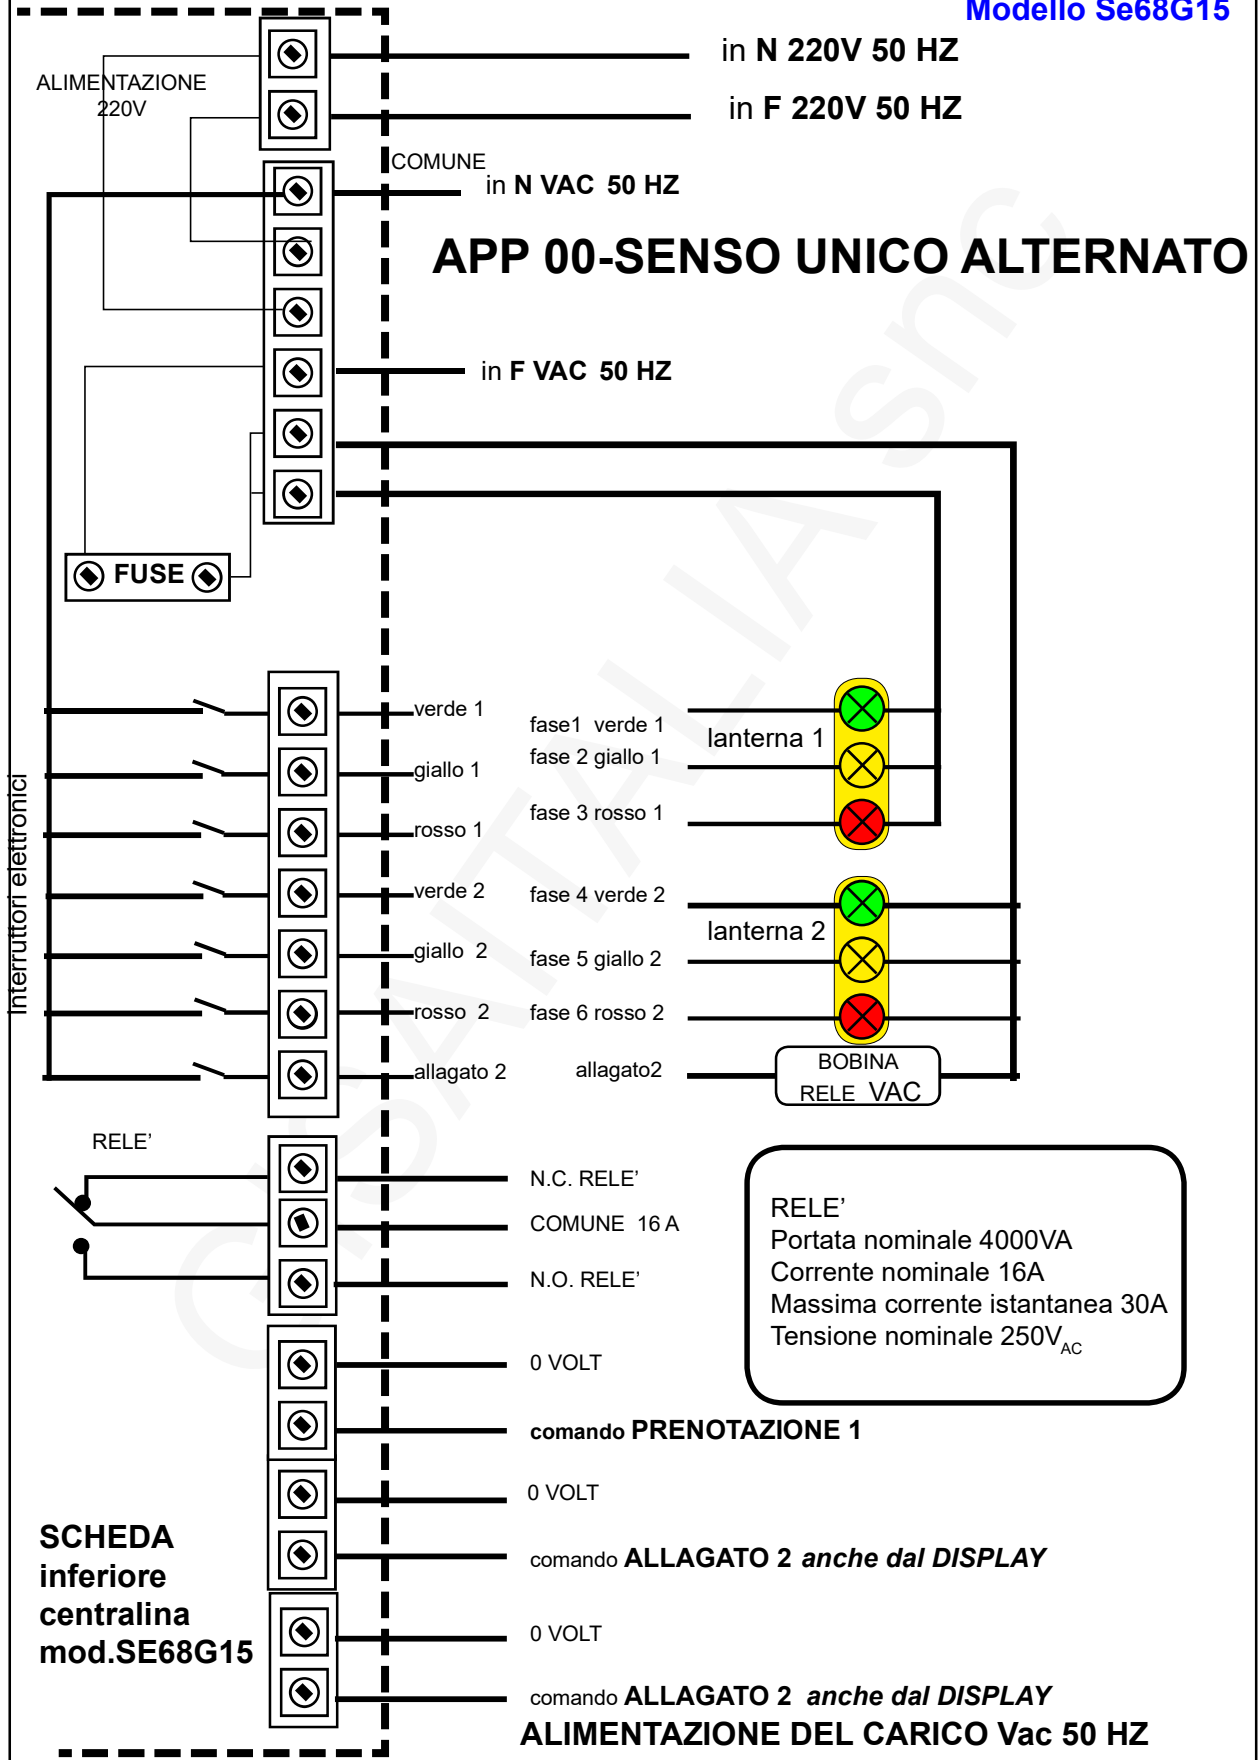 Modello Se68G15
in N 220V 50 HZ
ALIMENTAZIONE
220V
in F 220V 50 HZ
COMUNE
in N VAC 50 HZ
APP 00-SENSO UNICO ALTERNATO
in F VAC 50 HZ
FUSE
Interruttori elettronici
verde 1
fase1 verde 1
lanterna 1
giallo 1
fase 2 giallo 1
rosso 1
fase 3 rosso 1
verde 2
fase 4 verde 2
lanterna 2
giallo 2
fase 5 giallo 2
rosso 2
fase 6 rosso 2
allagato 2
allagato2
BOBINA
RELE VAC
RELE’
N.C. RELE’
COMUNE 16 A
N.O. RELE’
RELE’
Portata nominale 4000VA
Corrente nominale 16A
Massima corrente istantanea 30A
Tensione nominale 250VAC
0 VOLT
comando PRENOTAZIONE 1
0 VOLT
comando ALLAGATO 2 anche dal DISPLAY
SCHEDA
inferiore
centralina
mod.SE68G15
0 VOLT
comando ALLAGATO 2 anche dal DISPLAY
ALIMENTAZIONE DEL CARICO Vac 50 HZ